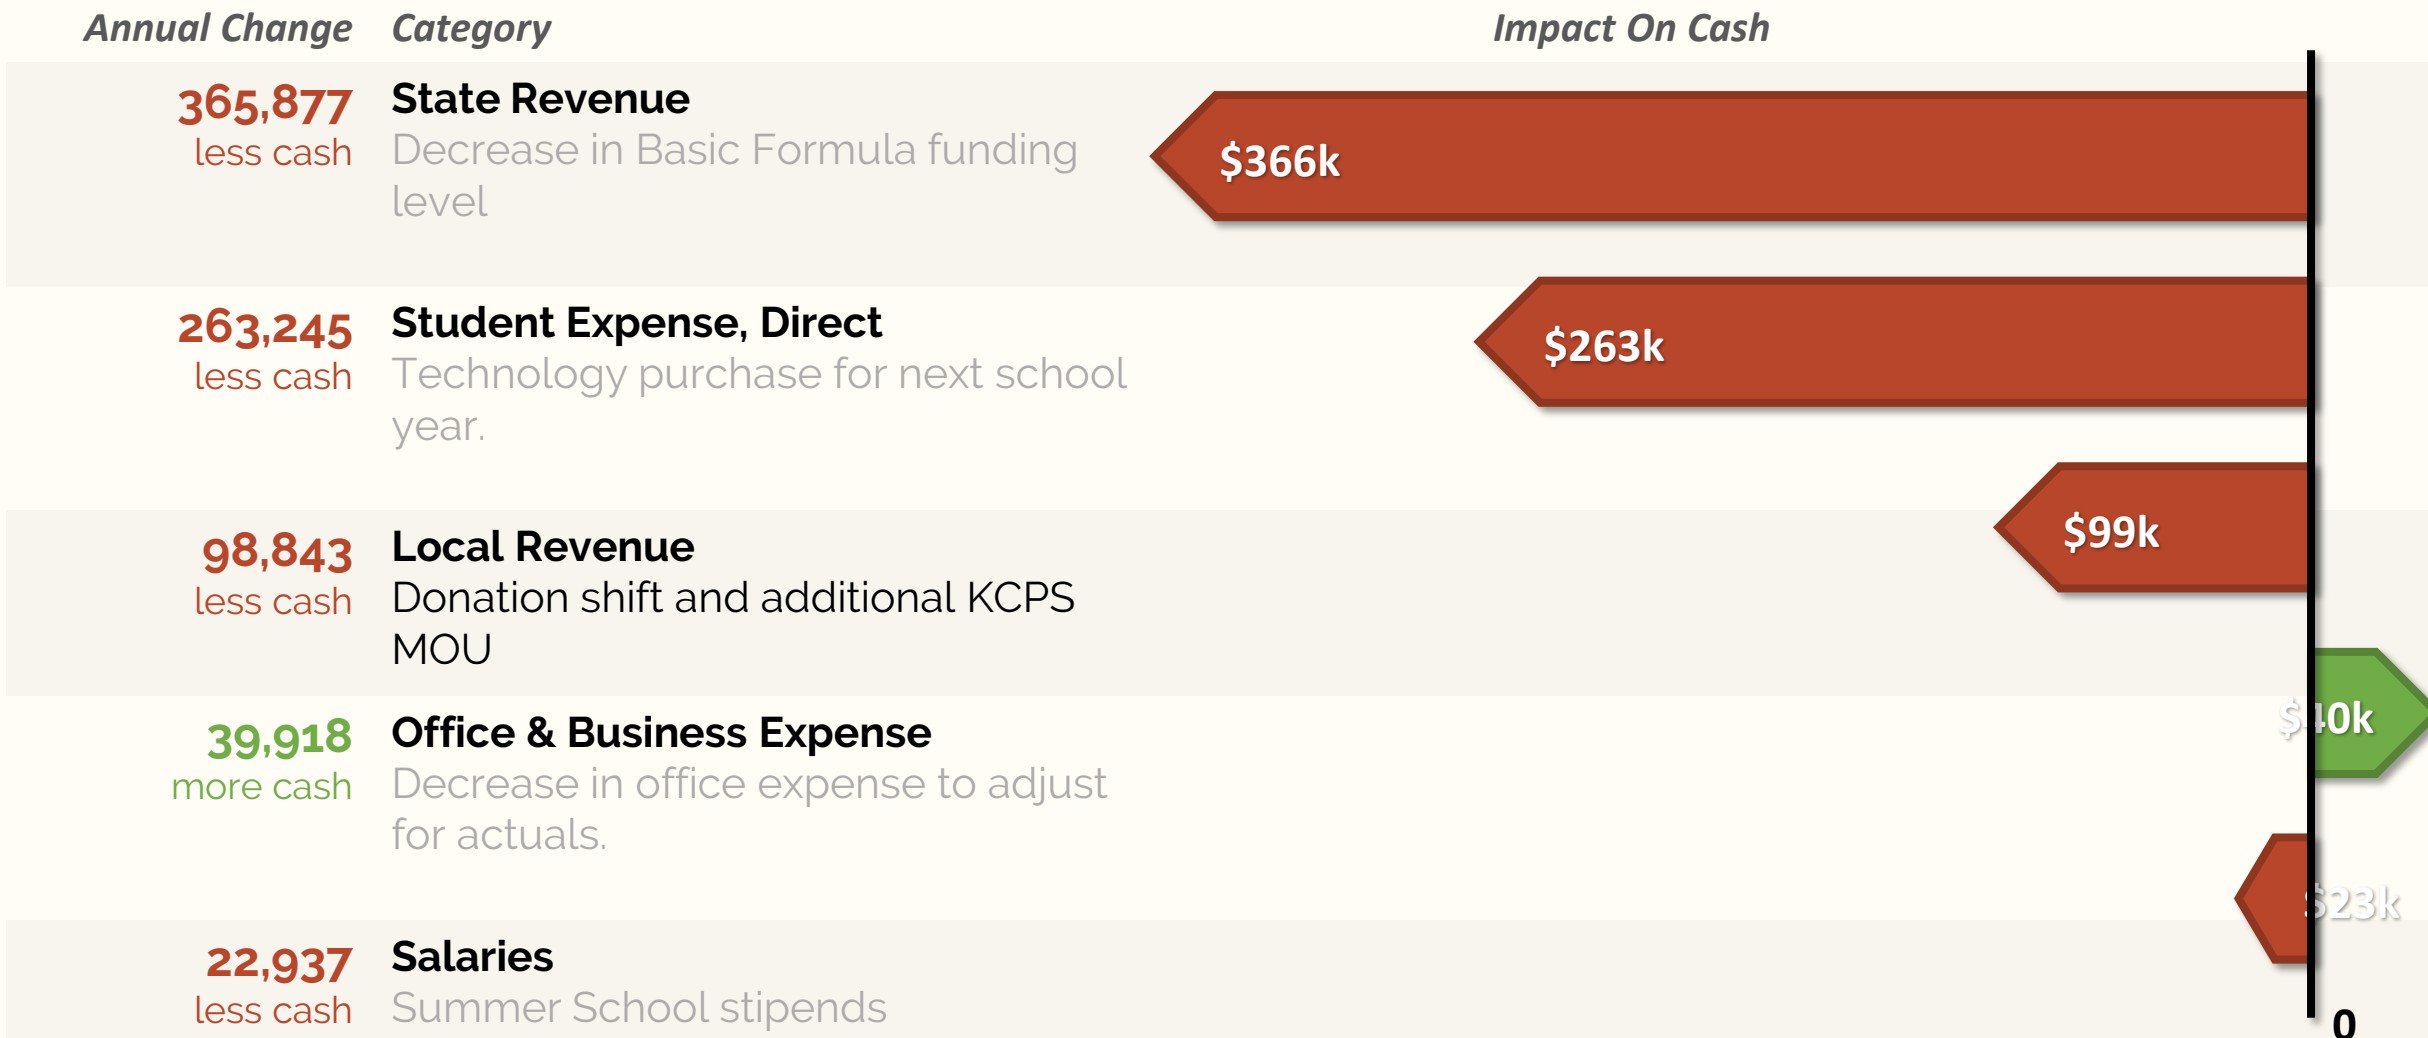 Annual Change Category Impact On Cash
365,877 State Revenue
less cash Decrease in Basic Formula funding
level
$366k
263,245 Student Expense, Direct
less cash Technology purchase for next school
year.
$263k
98,843 Local Revenue
less cash Donation shift and additional KCPS
MOU
$99k
39,918 Office & Business Expense
more cash Decrease in office expense to adjust
for actuals.
$40k
22,937 Salaries
less cash Summer School stipends
$23k
0